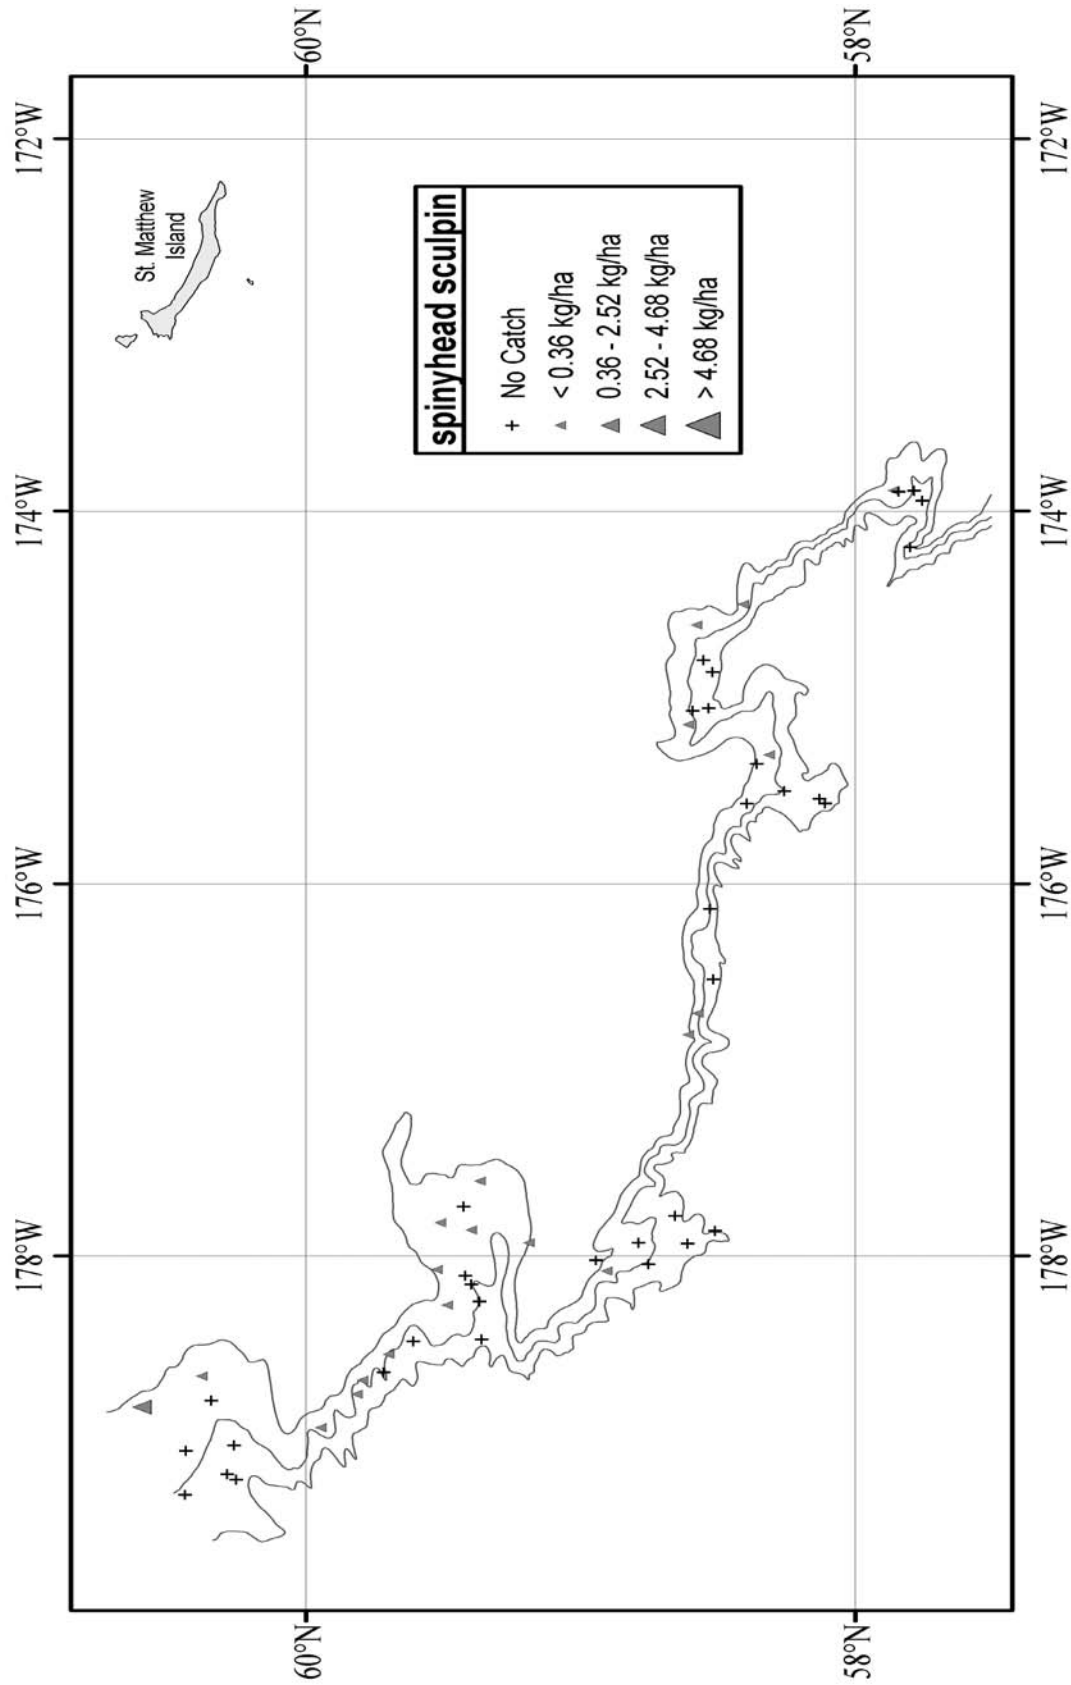 178°W
176°W
174°W
172°W
60°N
60°N
St. Matthew
Island
spinyhead sculpin
No Catch
< 0.36 kg/ha
0.36 - 2.52 kg/ha
2.52 - 4.68 kg/ha
> 4.68 kg/ha
58°N
58°N
178°W
176°W
174°W
172°W